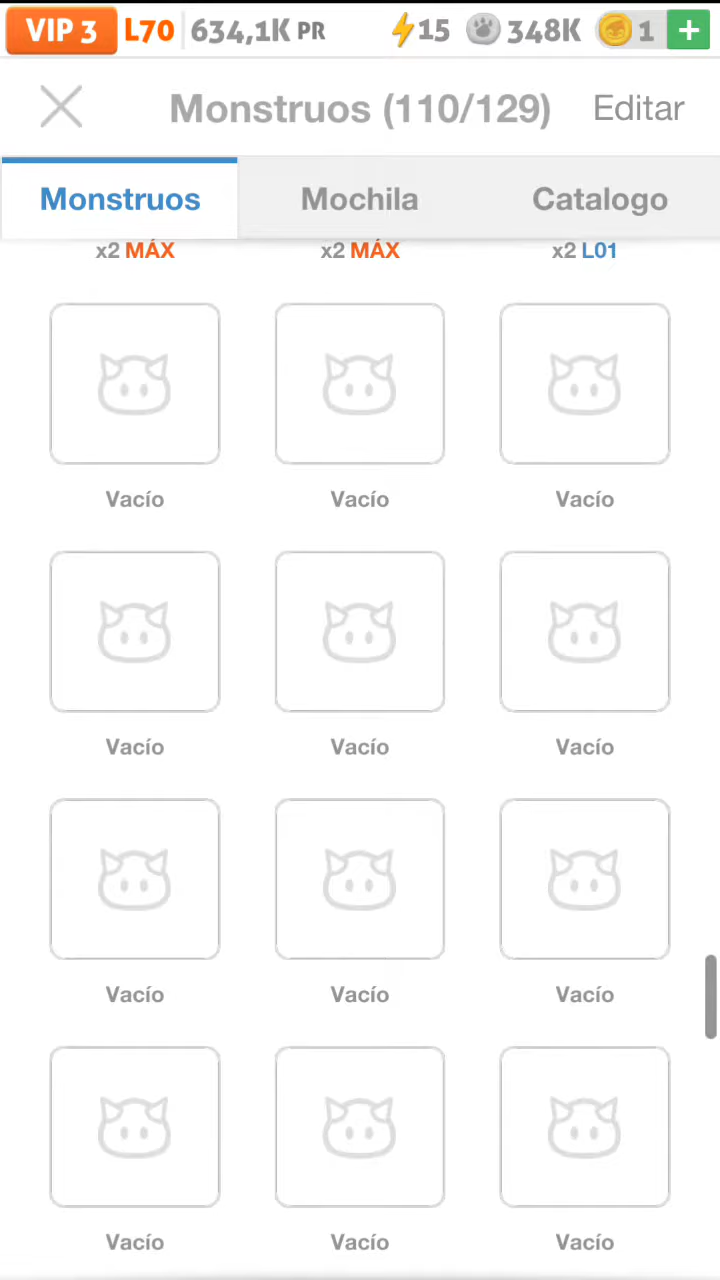 VIP 3 L70 634,1K PR 15 348K 1 +
Monstruos (110/129) Editar
Monstruos Mochila Catalogo
x2 MÁX x2 MÁX x2 L01
Vacío Vacío Vacío
Vacío Vacío Vacío
Vacío Vacío Vacío
Vacío Vacío Vacío